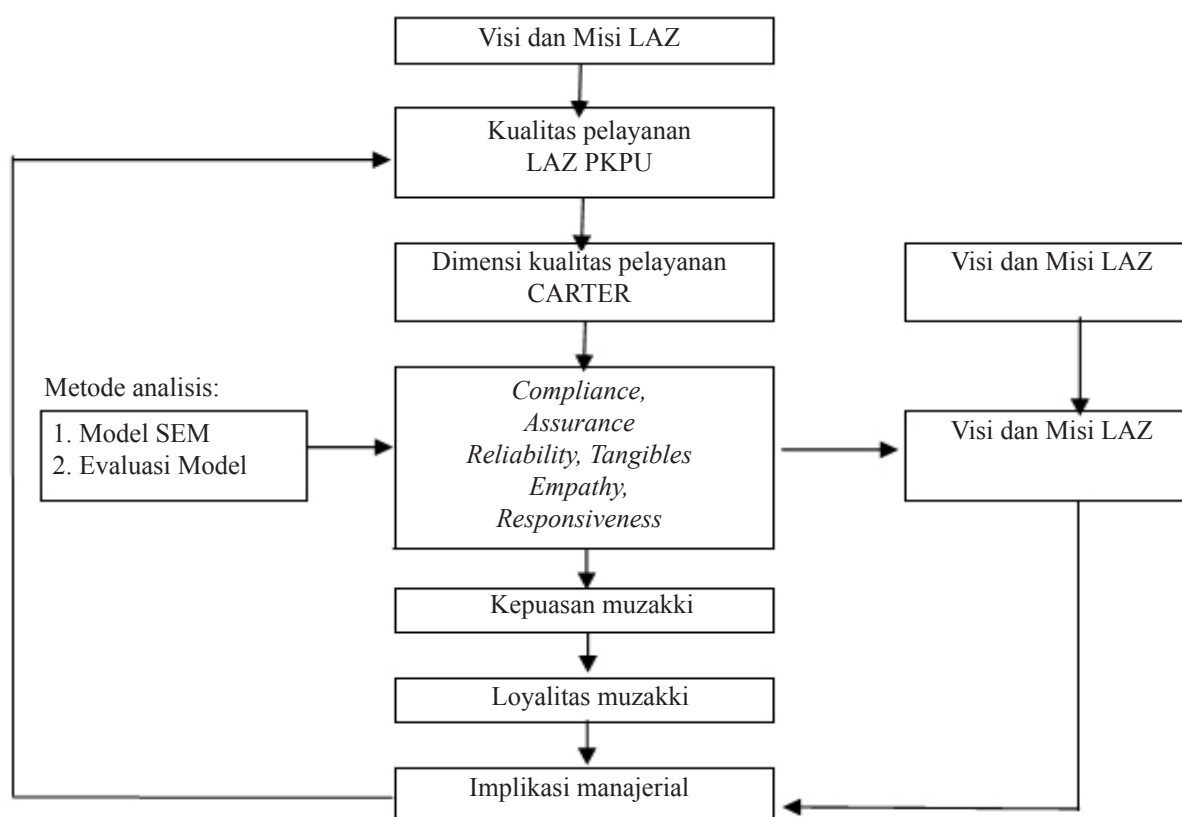 Visi dan Misi LAZ
Kualitas pelayanan
LAZ PKPU
Dimensi kualitas pelayanan
CARTER
Visi dan Misi LAZ
Metode analisis:
1. Model SEM
2. Evaluasi Model
Compliance,
Assurance
Reliability, Tangibles
Empathy,
Responsiveness
Visi dan Misi LAZ
Kepuasan muzakki
Loyalitas muzakki
Implikasi manajerial